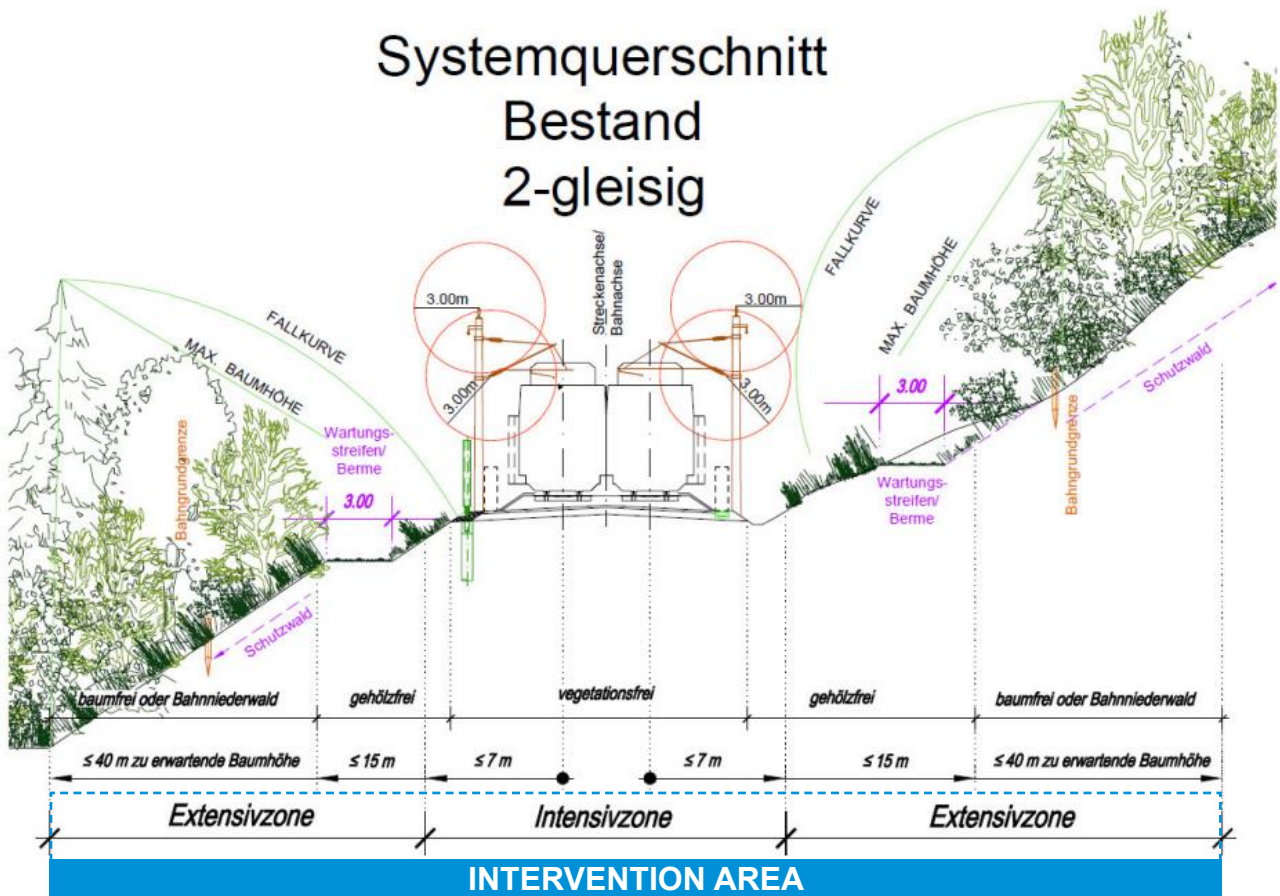 Systemquerschnitt
Bestand
2-gleisig
Streckenachse/
Bahnachse
3.00m
3.00m
3.00m
3.00m
FALLKURVE
MAX. BAUMHÖHE
FALLKURVE
MAX. BAUMHÖHE
Wartungs-
streifen/
Berme
3.00
Bahngrundgrenze
Schutzwald
3.00
Wartungs-
streifen/
Berme
Bahngrundgrenze
Schutzwald
baumfrei oder Bahnniederwald gehölzfrei vegetationsfrei gehölzfrei baumfrei oder Bahnniederwald
≤ 40 m zu erwartende Baumhöhe ≤ 15 m ≤ 7 m ≤ 7 m ≤ 15 m ≤ 40 m zu erwartende Baumhöhe
Extensivzone Intensivzone Extensivzone
INTERVENTION AREA